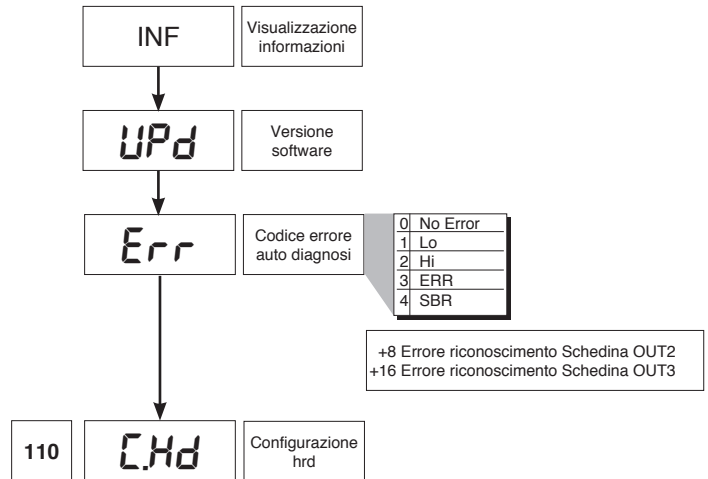 INF
Visualizzazione
informazioni
UPd
Versione
software
Err
Codice errore
auto diagnosi
0 No Error
1 Lo
2 Hi
3 ERR
4 SBR
+8 Errore riconoscimento Schedina OUT2
+16 Errore riconoscimento Schedina OUT3
110
C.Hd
Configurazione
hrd